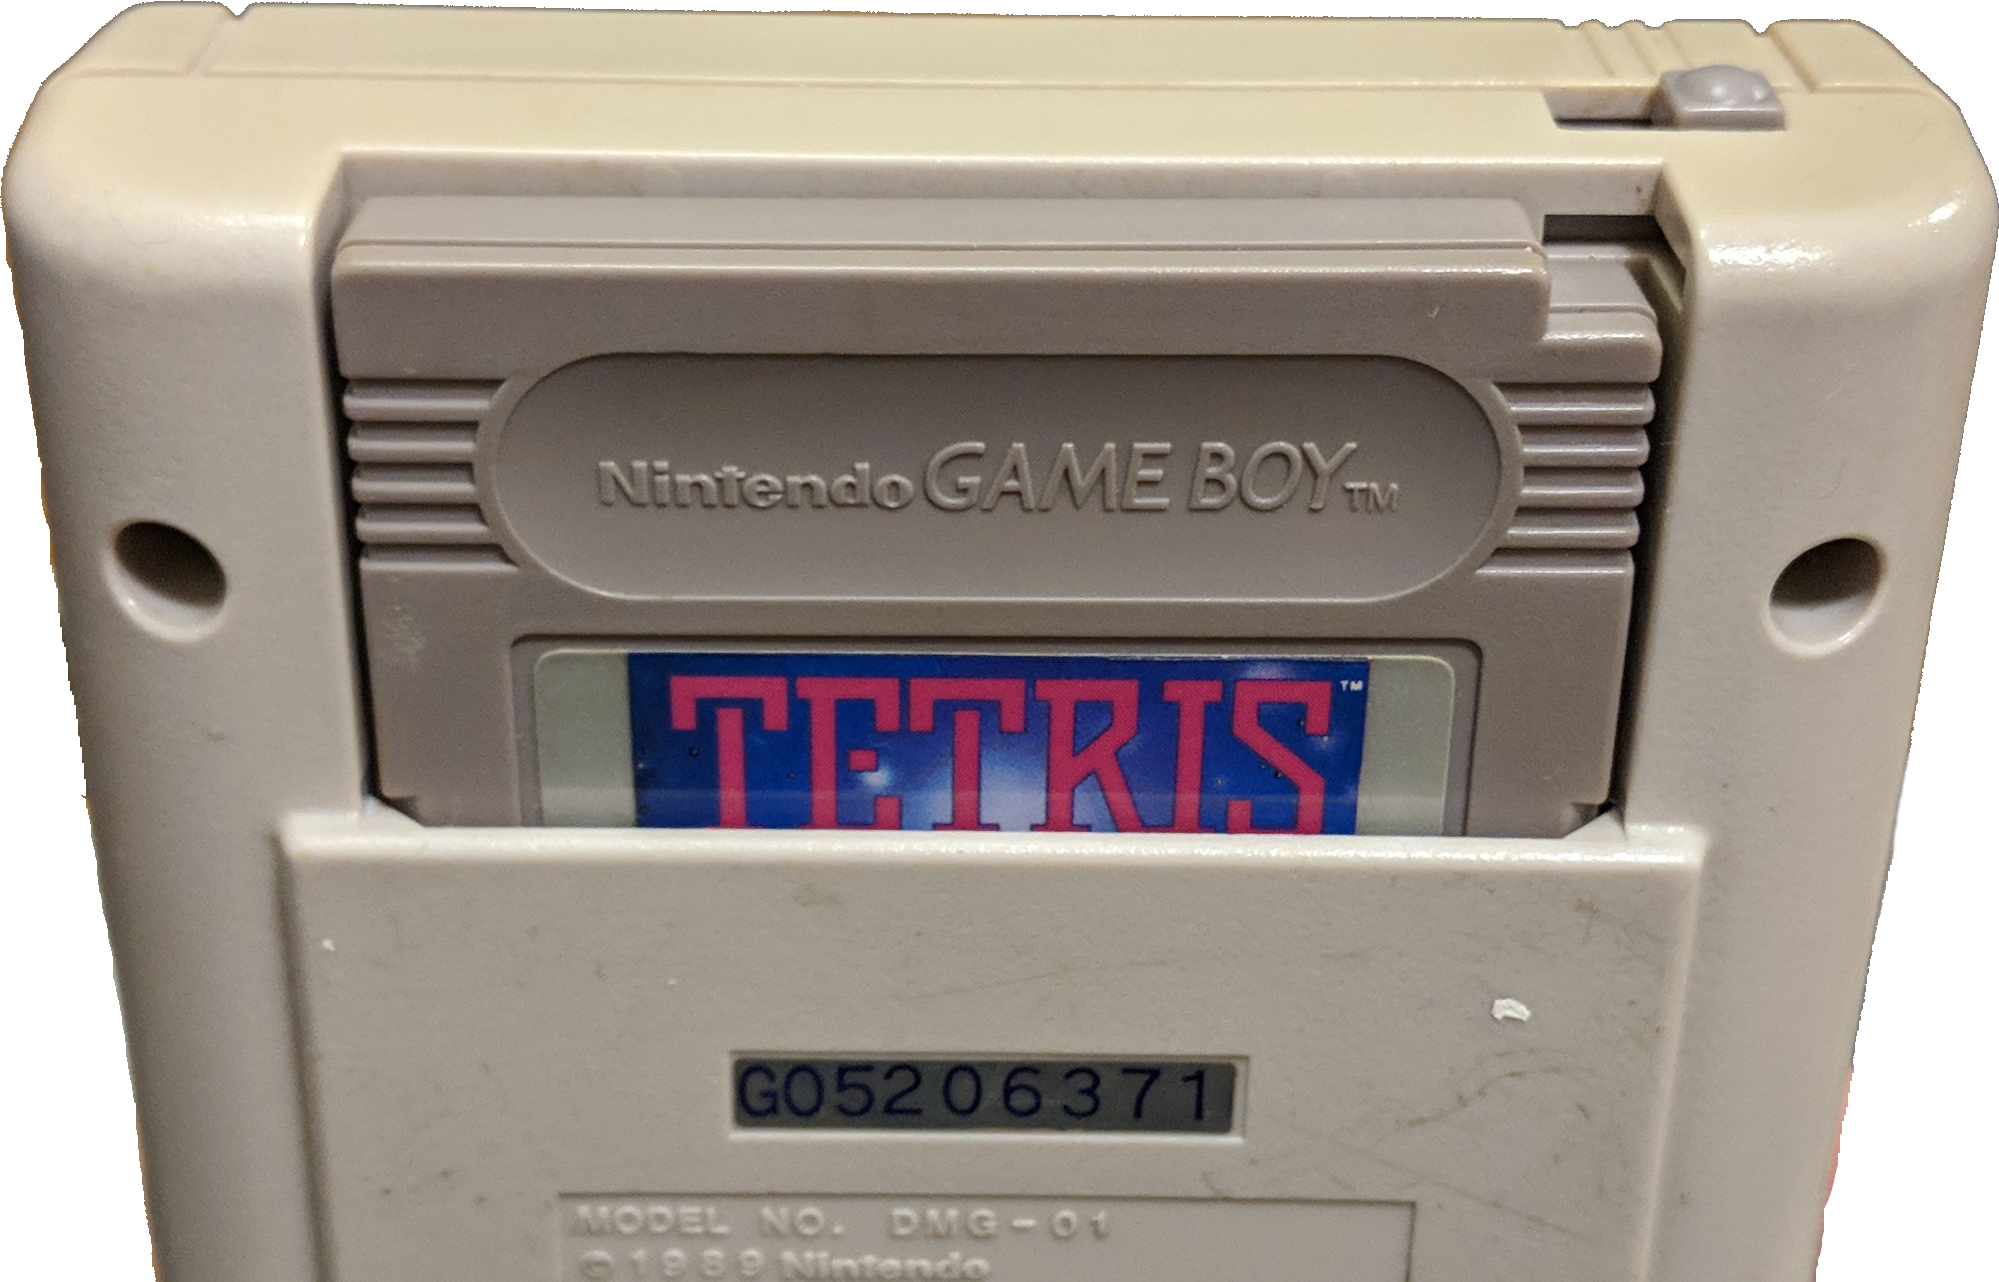 Nintendo GAME BOY™
TETRIS™
G05206371
MODEL NO. DMG-01
©1989 Nintendo